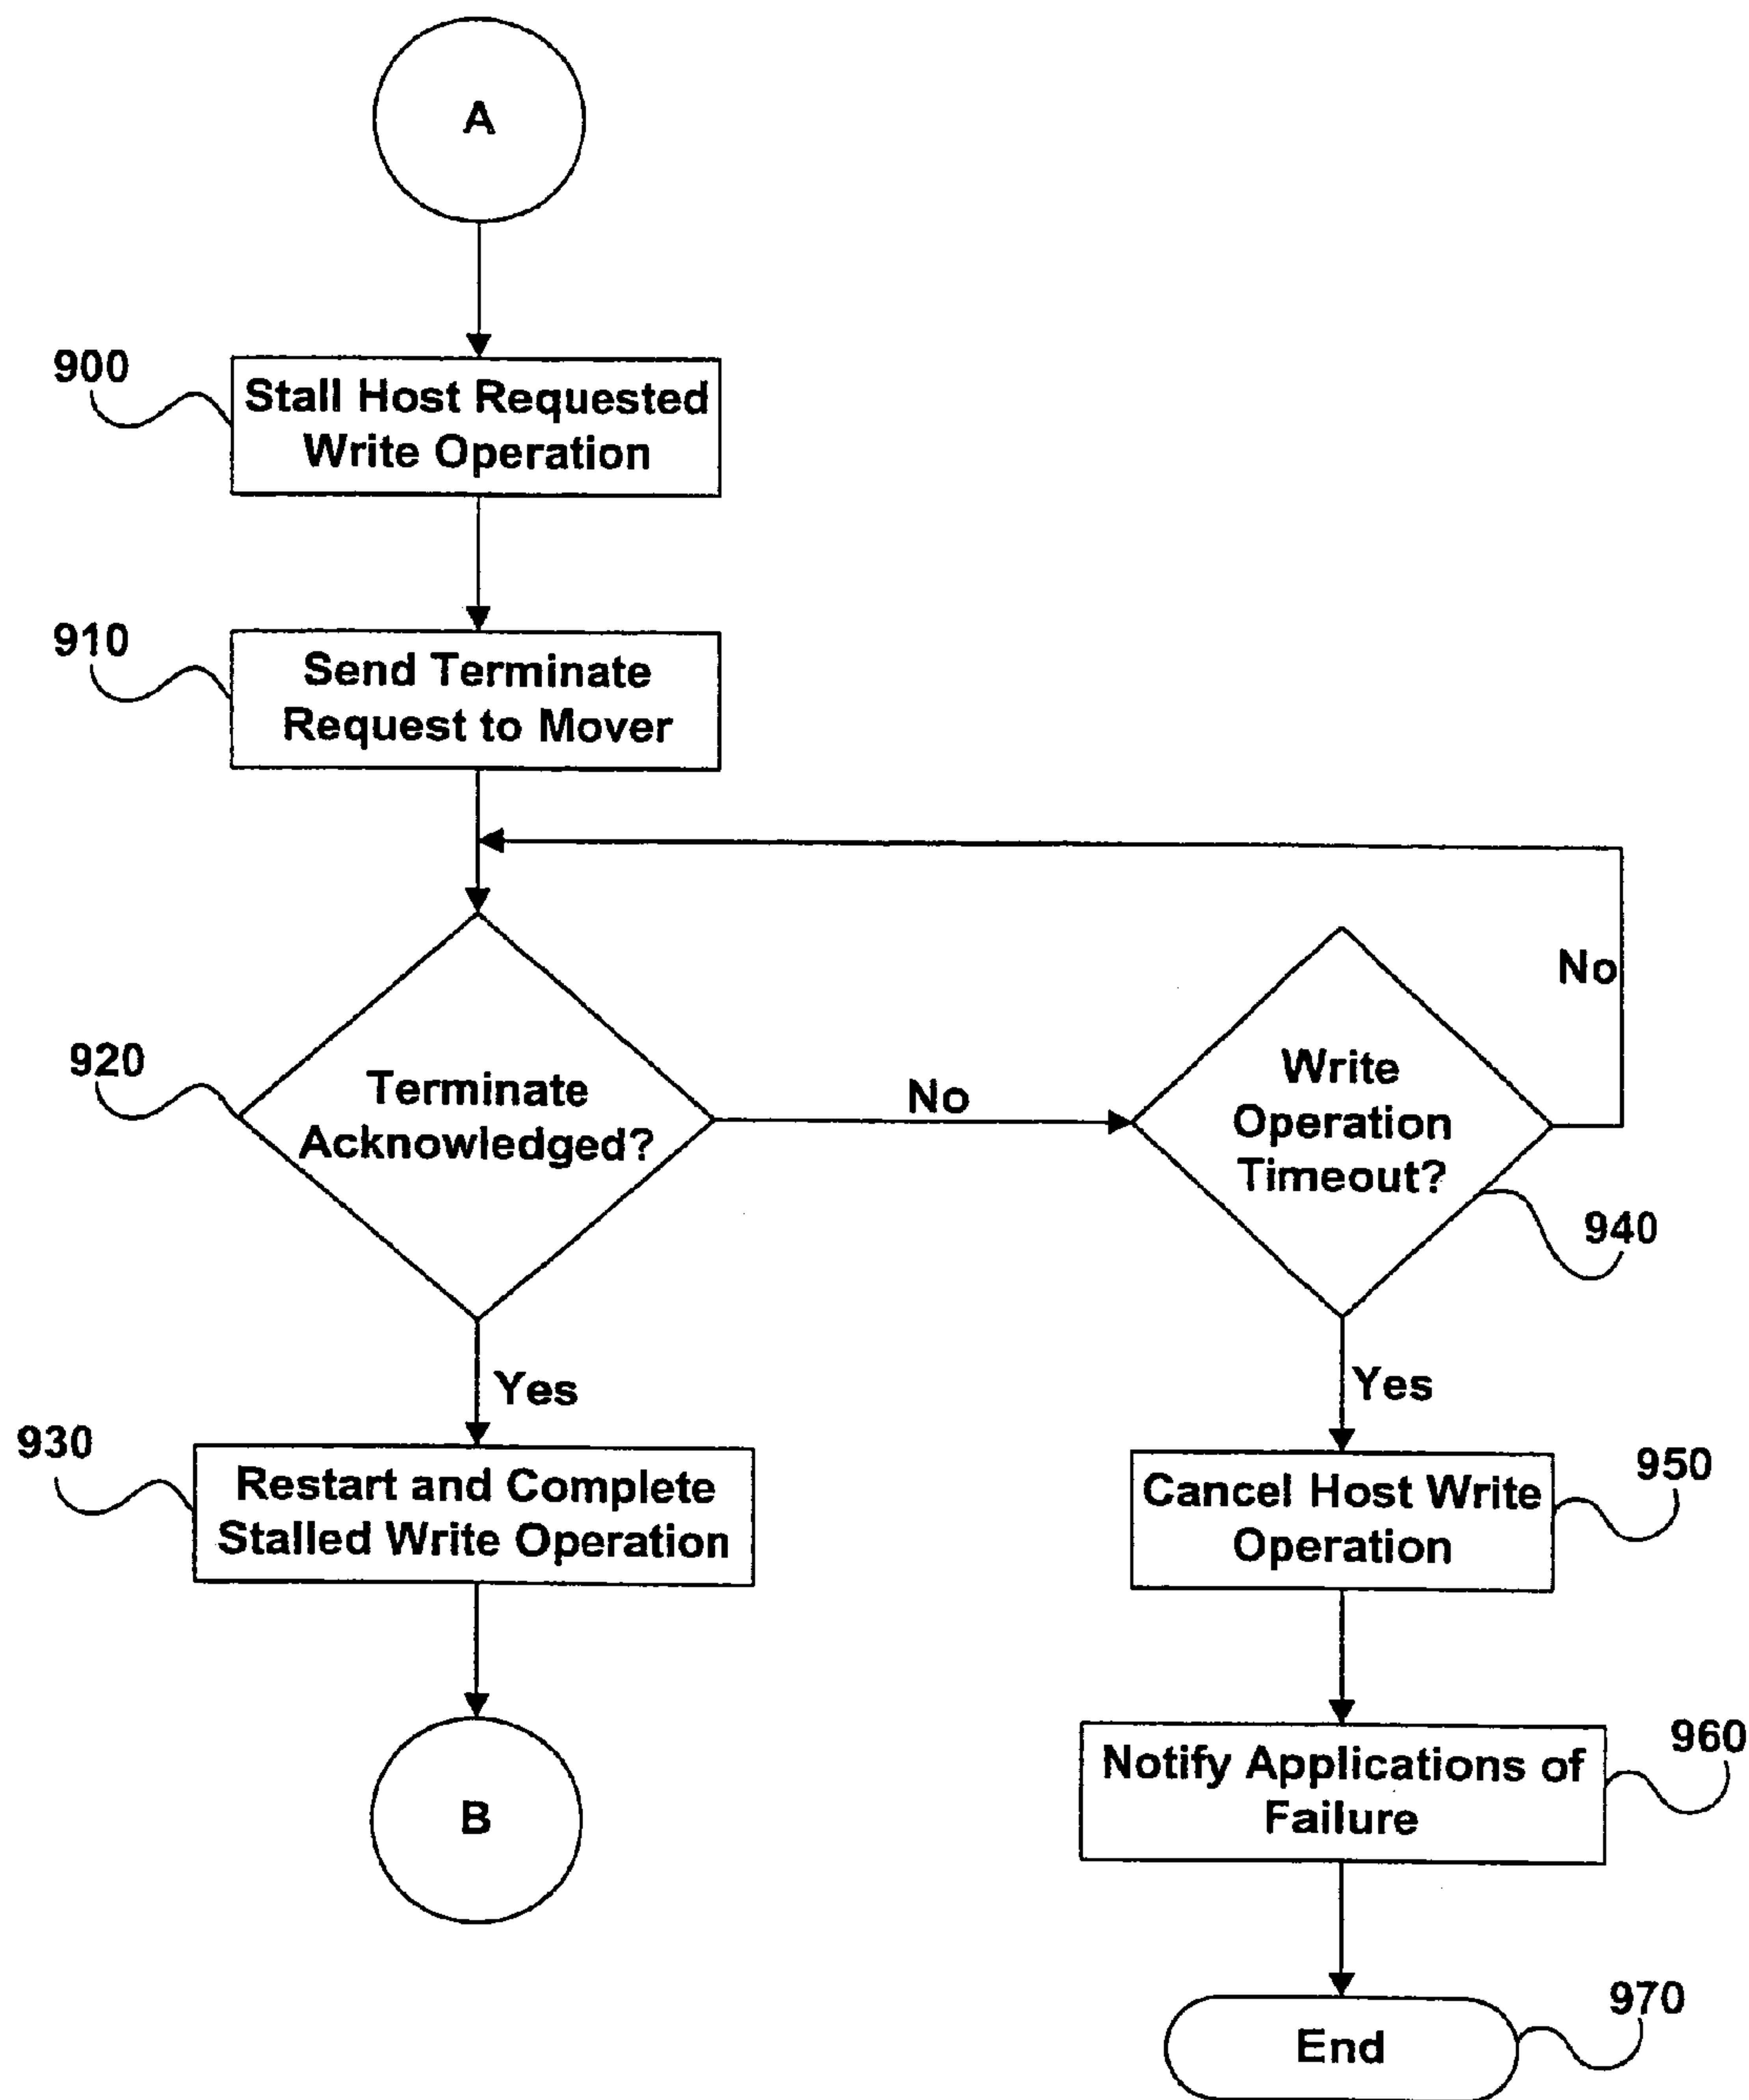 A
900
Stall Host Requested
Write Operation
910
Send Terminate
Request to Mover
No
920
Terminate
Acknowledged?
No
Write
Operation
Timeout?
940
Yes
Yes
930
Restart and Complete
Stalled Write Operation
Cancel Host Write
Operation
950
B
Notify Applications of
Failure
960
End
970